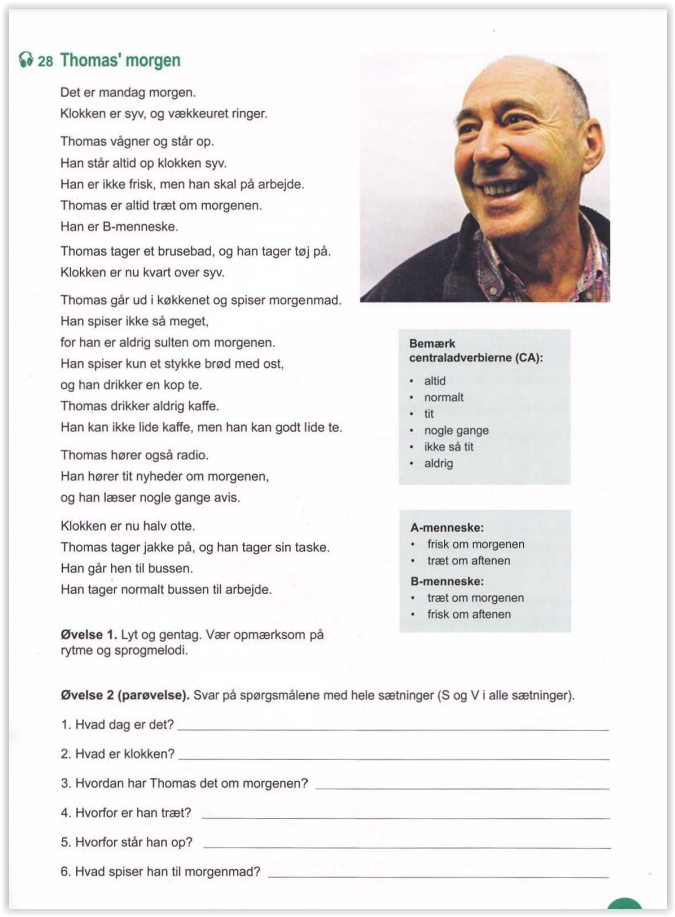 28 Thomas' morgen
Det er mandag morgen.
Klokken er syv, og vækkeuret ringer.
Thomas vågner og står op.
Han står altid op klokken syv.
Han er ikke frisk, men han skal på arbejde.
Thomas er altid træt om morgenen.
Han er B-menneske.
Thomas tager et brusebad, og han tager tøj på.
Klokken er nu kvart over syv.
Thomas går ud i køkkenet og spiser morgenmad.
Han spiser ikke så meget,
for han er aldrig sulten om morgenen.
Han spiser kun et stykke brød med ost,
og han drikker en kop te.
Thomas drikker aldrig kaffe.
Han kan ikke lide kaffe, men han kan godt lide te.
Thomas hører også radio.
Han hører tit nyheder om morgenen,
og han læser nogle gange avis.
Klokken er nu halv otte.
Thomas tager jakke på, og han tager sin taske.
Han går hen til bussen.
Han tager normalt bussen til arbejde.
Bemærk
centraladverbierne (CA):
• altid
• normalt
• tit
• nogle gange
• ikke så tit
• aldrig
A-menneske:
• frisk om morgenen
• træt om aftenen
B-menneske:
• træt om morgenen
• frisk om aftenen
Øvelse 1. Lyt og gentag. Vær opmærksom på
rytme og sprogmelodi.
Øvelse 2 (parøvelse). Svar på spørgsmålene med hele sætninger (S og V i alle sætninger).
1. Hvad dag er det?
2. Hvad er klokken?
3. Hvordan har Thomas det om morgenen?
4. Hvorfor er han træt?
5. Hvorfor står han op?
6. Hvad spiser han til morgenmad?